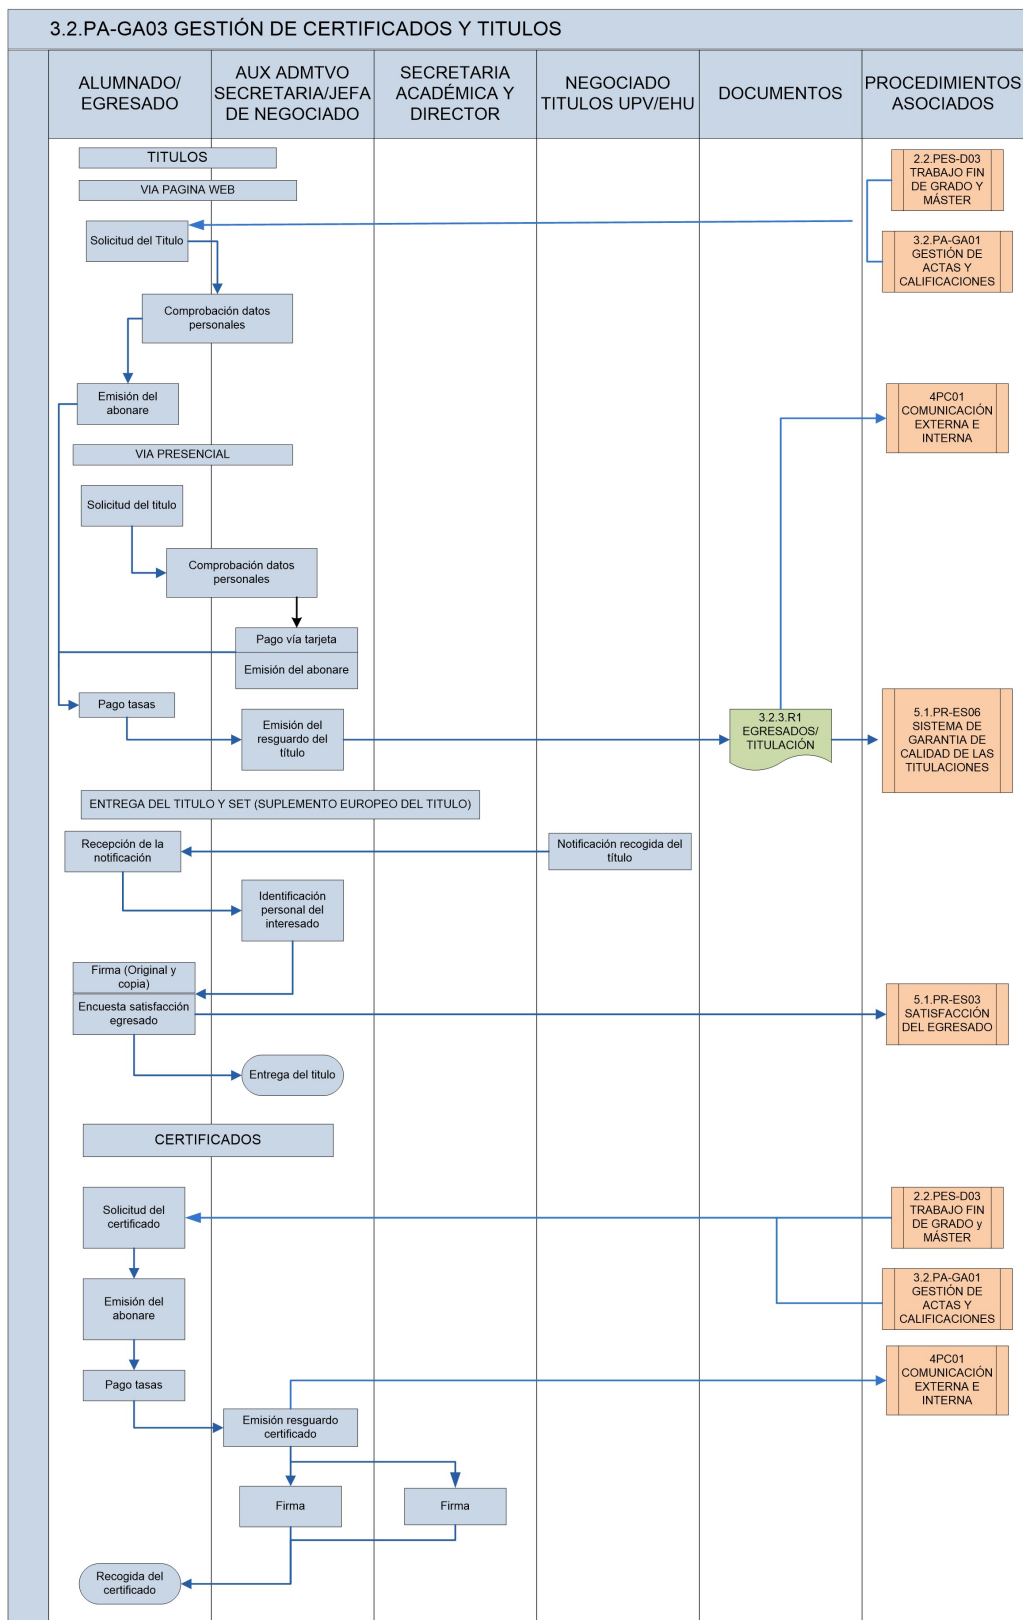 3.2.PA-GA03 GESTIÓN DE CERTIFICADOS Y TITULOS
ALUMNADO/
EGRESADO
AUX ADMTVO
SECRETARIA/JEFA
DE NEGOCIADO
SECRETARIA
ACADÉMICA Y
DIRECTOR
NEGOCIADO
TITULOS UPV/EHU
DOCUMENTOS
PROCEDIMIENTOS
ASOCIADOS
TITULOS
VIA PAGINA WEB
2.2.PES-D03
TRABAJO FIN
DE GRADO Y
MÁSTER
Solicitud del Titulo
3.2.PA-GA01
GESTIÓN DE
ACTAS Y
CALIFICACIONES
Comprobación datos
personales
Emisión del
abonare
4PC01
COMUNICACIÓN
EXTERNA E
INTERNA
VIA PRESENCIAL
Solicitud del titulo
Comprobación datos
personales
Pago vía tarjeta
Emisión del abonare
Pago tasas
Emisión del
resguardo del
título
3.2.3.R1
EGRESADOS/
TITULACIÓN
5.1.PR-ES06
SISTEMA DE
GARANTIA DE
CALIDAD DE LAS
TITULACIONES
ENTREGA DEL TITULO Y SET (SUPLEMENTO EUROPEO DEL TITULO)
Recepción de la
notificación
Notificación recogida del
título
Identificación
personal del
interesado
Firma (Original y
copia)
Encuesta satisfacción
egresado
5.1.PR-ES03
SATISFACCIÓN
DEL EGRESADO
Entrega del titulo
CERTIFICADOS
Solicitud del
certificado
2.2.PES-D03
TRABAJO FIN
DE GRADO y
MÁSTER
Emisión del
abonare
3.2.PA-GA01
GESTIÓN DE
ACTAS Y
CALIFICACIONES
Pago tasas
4PC01
COMUNICACIÓN
EXTERNA E
INTERNA
Emisión resguardo
certificado
Firma
Firma
Recogida del
certificado